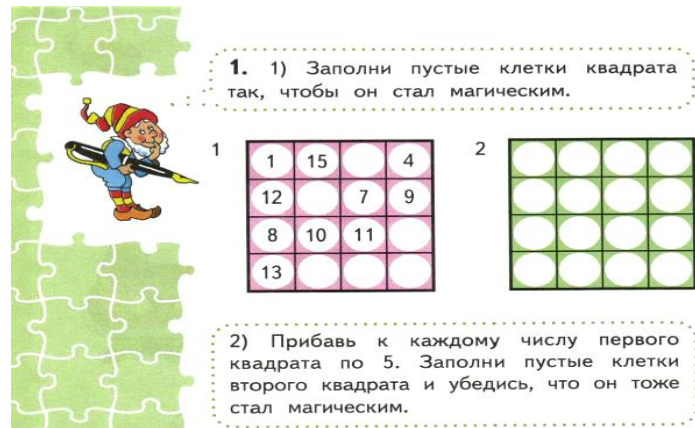 1. 1) Заполни пустые клетки квадрата
так, чтобы он стал магическим.
1
2
1 15 4
12 7 9
8 10 11
13
2) Прибавь к каждому числу первого
квадрата по 5. Заполни пустые клетки
второго квадрата и убедись, что он тоже
стал магическим.